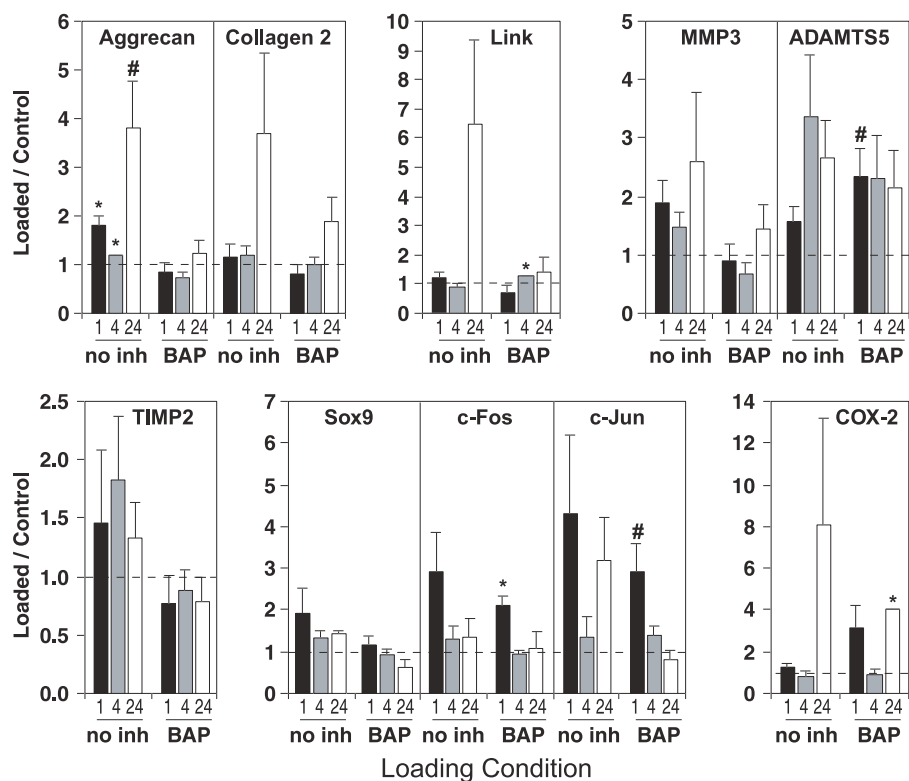 Loaded / Control
6
5
4
3
2
1
0
Aggrecan
Collagen 2
*
*
#
1 4 24
1 4 24
1 4 24
1 4 24
no inh
BAP
no inh
BAP
10
9
8
7
6
5
4
3
2
1
0
Link
*
1 4 24
1 4 24
no inh
BAP
5
4
3
2
1
0
MMP3
ADAMTS5
#
1 4 24
1 4 24
1 4 24
1 4 24
no inh
BAP
no inh
BAP
Loaded / Control
2.5
2.0
1.5
1.0
0.5
0.0
TIMP2
1 4 24
1 4 24
no inh
BAP
7
6
5
4
3
2
1
0
Sox9
c-Fos
c-Jun
*
#
1 4 24
1 4 24
1 4 24
1 4 24
1 4 24
1 4 24
no inh
BAP
no inh
BAP
no inh
BAP
14
12
10
8
6
4
2
0
COX-2
*
1 4 24
1 4 24
no inh
BAP
Loading Condition